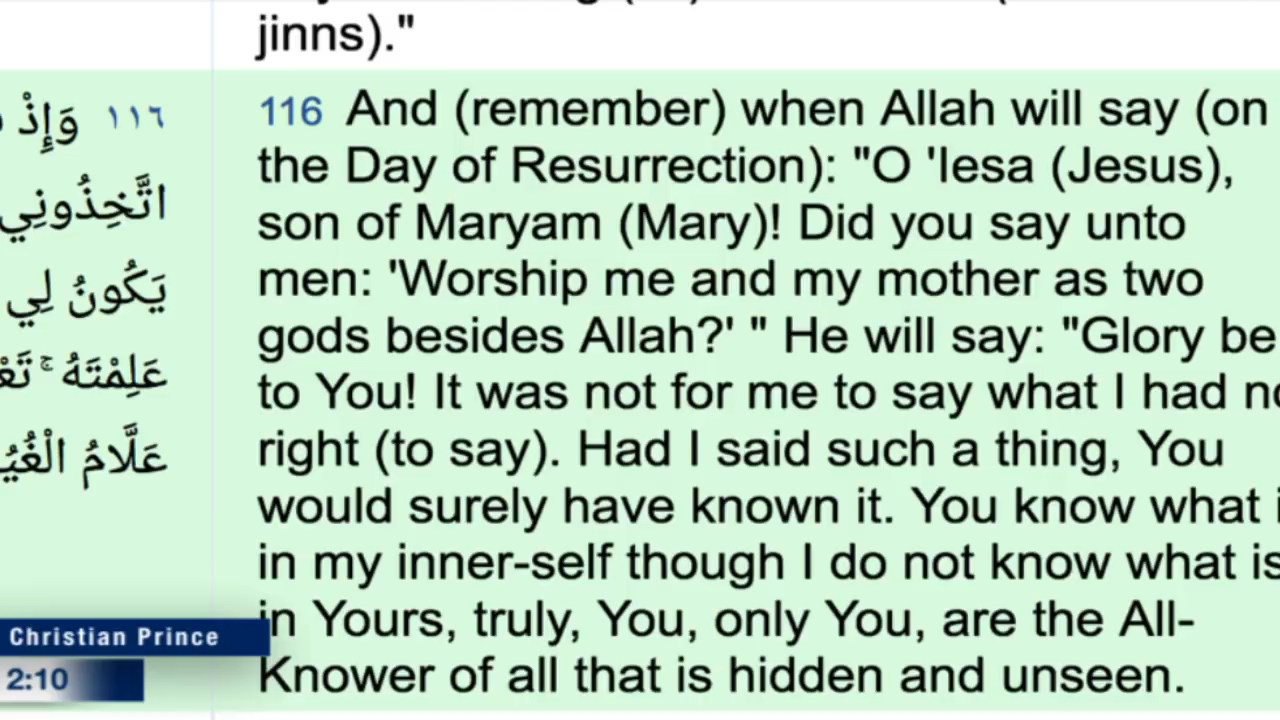 jinns)."
116 And (remember) when Allah will say (on
the Day of Resurrection): "O 'Iesa (Jesus),
son of Maryam (Mary)! Did you say unto
men: 'Worship me and my mother as two
gods besides Allah?' " He will say: "Glory be
to You! It was not for me to say what I had
right (to say). Had I said such a thing, You
would surely have known it. You know what
in my inner-self though I do not know what is
in Yours, truly, You, only You, are the All-
Knower of all that is hidden and unseen.
١١٦ وَإِذْ
اتَّخِذُونِي
يَكُونُ لِي
عَلِمْتَهُ ۚ
عَلَّامُ
Christian Prince
2:10